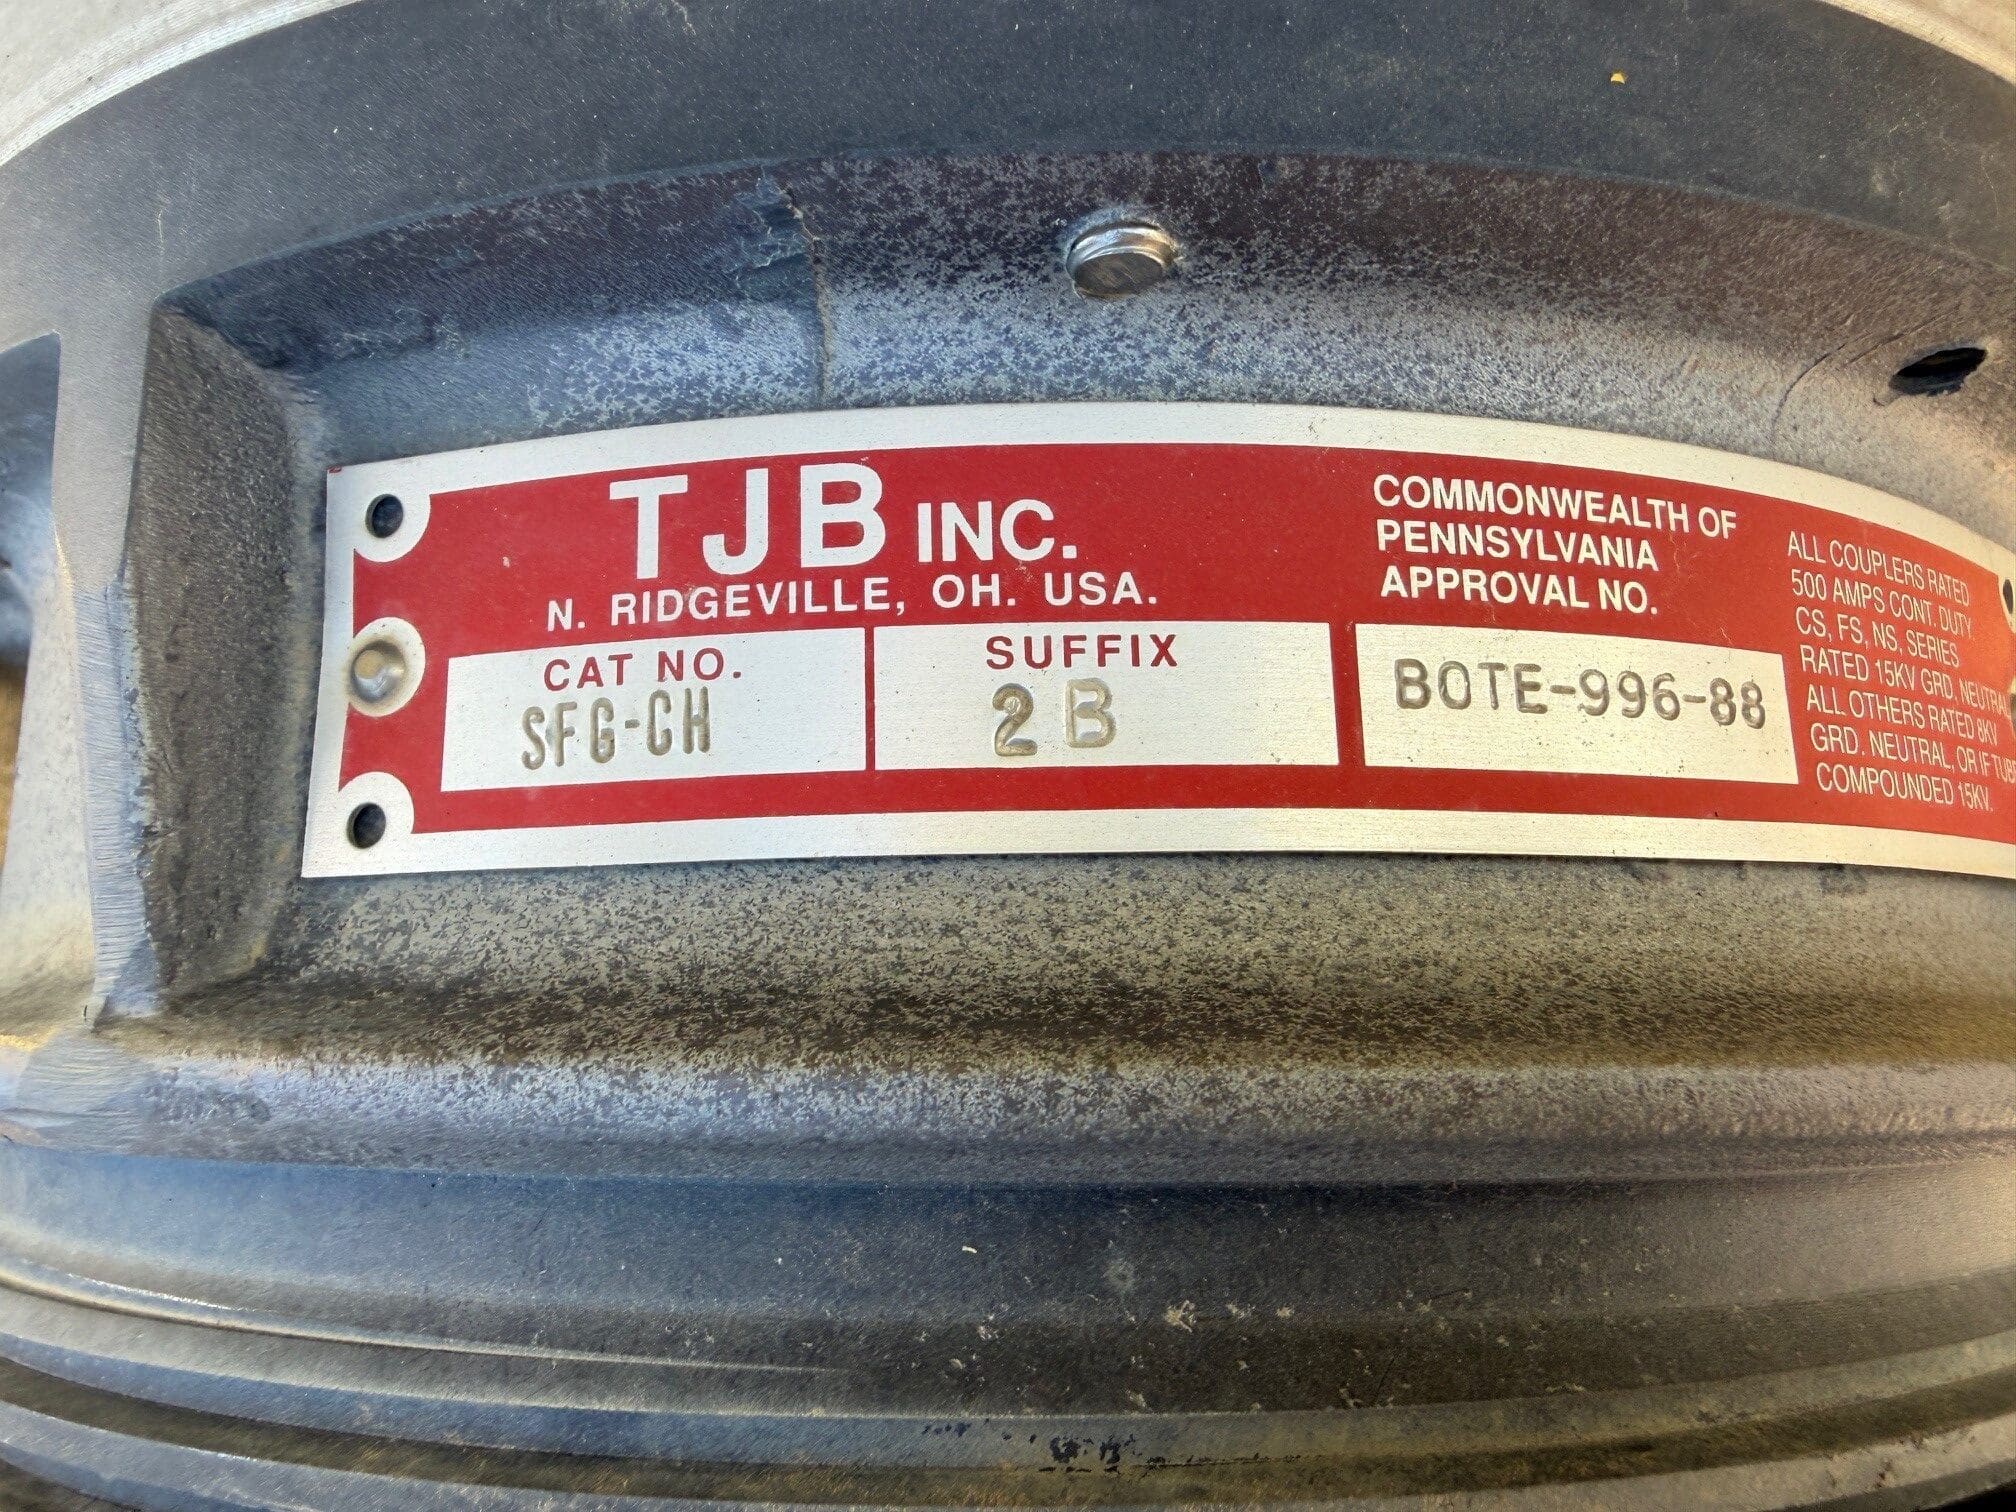 TJB INC.
N. RIDGEVILLE, OH. USA.
CAT NO.
SFG-CH
SUFFIX
2B
COMMONWEALTH OF
PENNSYLVANIA
APPROVAL NO.
BOTE-996-88
ALL COUPLERS RATED
500 AMPS CONT. DUTY
CS, FS, NS, SERIES
RATED 15KV GRD. NEUTRAL
ALL OTHERS RATED 8KV
GRD. NEUTRAL, OR IF
COMPOUNDED 15KV.